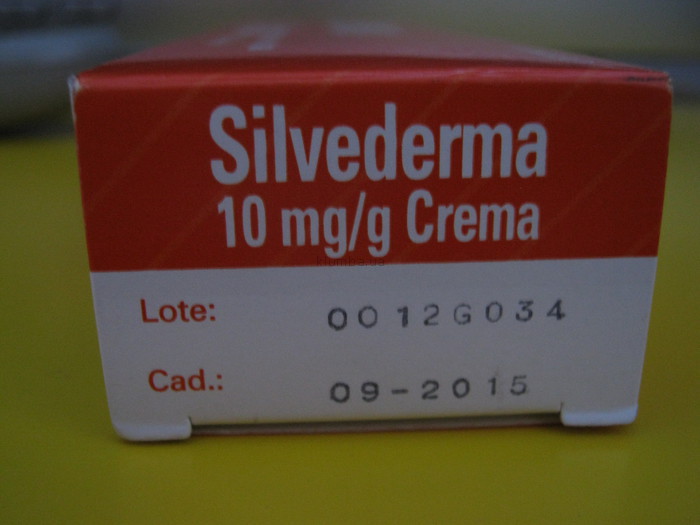 Silvederma
10 mg/g Crema
Lote: 0012G034
Cad.: 09-2015